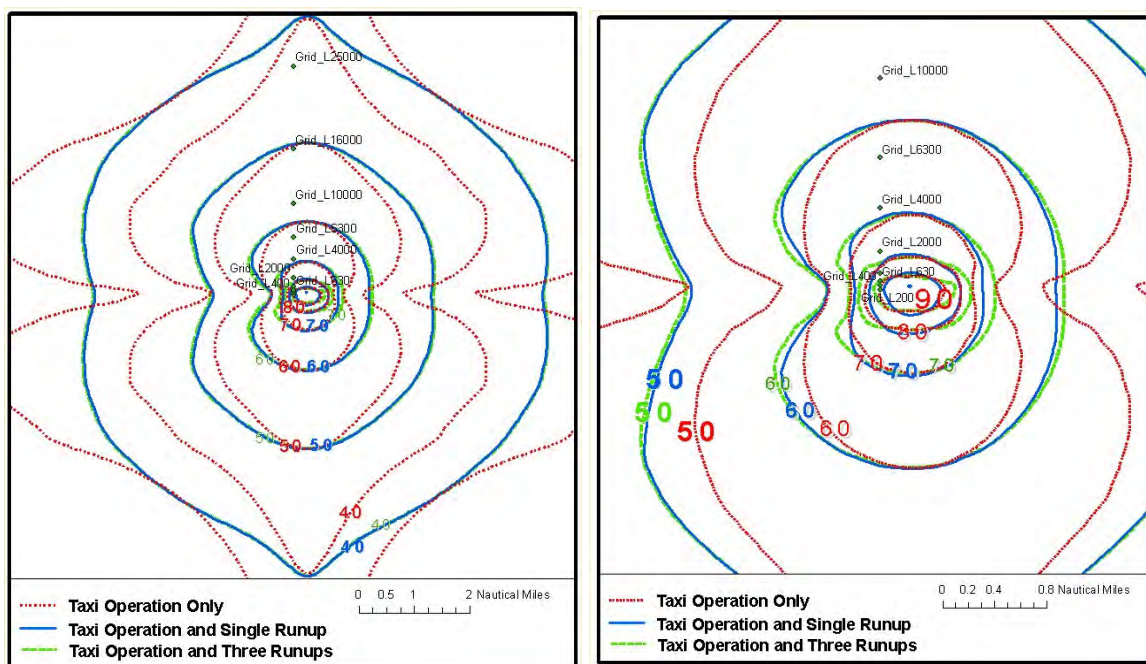 Grid_L25000
Grid_L16000
Grid_L10000
Grid_L6300
Grid_L4000
Grid_L2000
Grid_L630
Grid_L400
80
70
70
70
60
60
60
50
50
50
40
40
40
Taxi Operation Only
Taxi Operation and Single Runup
Taxi Operation and Three Runups
0 0.5 1 2 Nautical Miles
Grid_L10000
Grid_L6300
Grid_L4000
Grid_L2000
Grid_L630
Grid_L400
Grid_L200
90
80
70
70
70
60
60
60
50
50
50
Taxi Operation Only
Taxi Operation and Single Runup
Taxi Operation and Three Runups
0 0.2 0.4 0.8 Nautical Miles